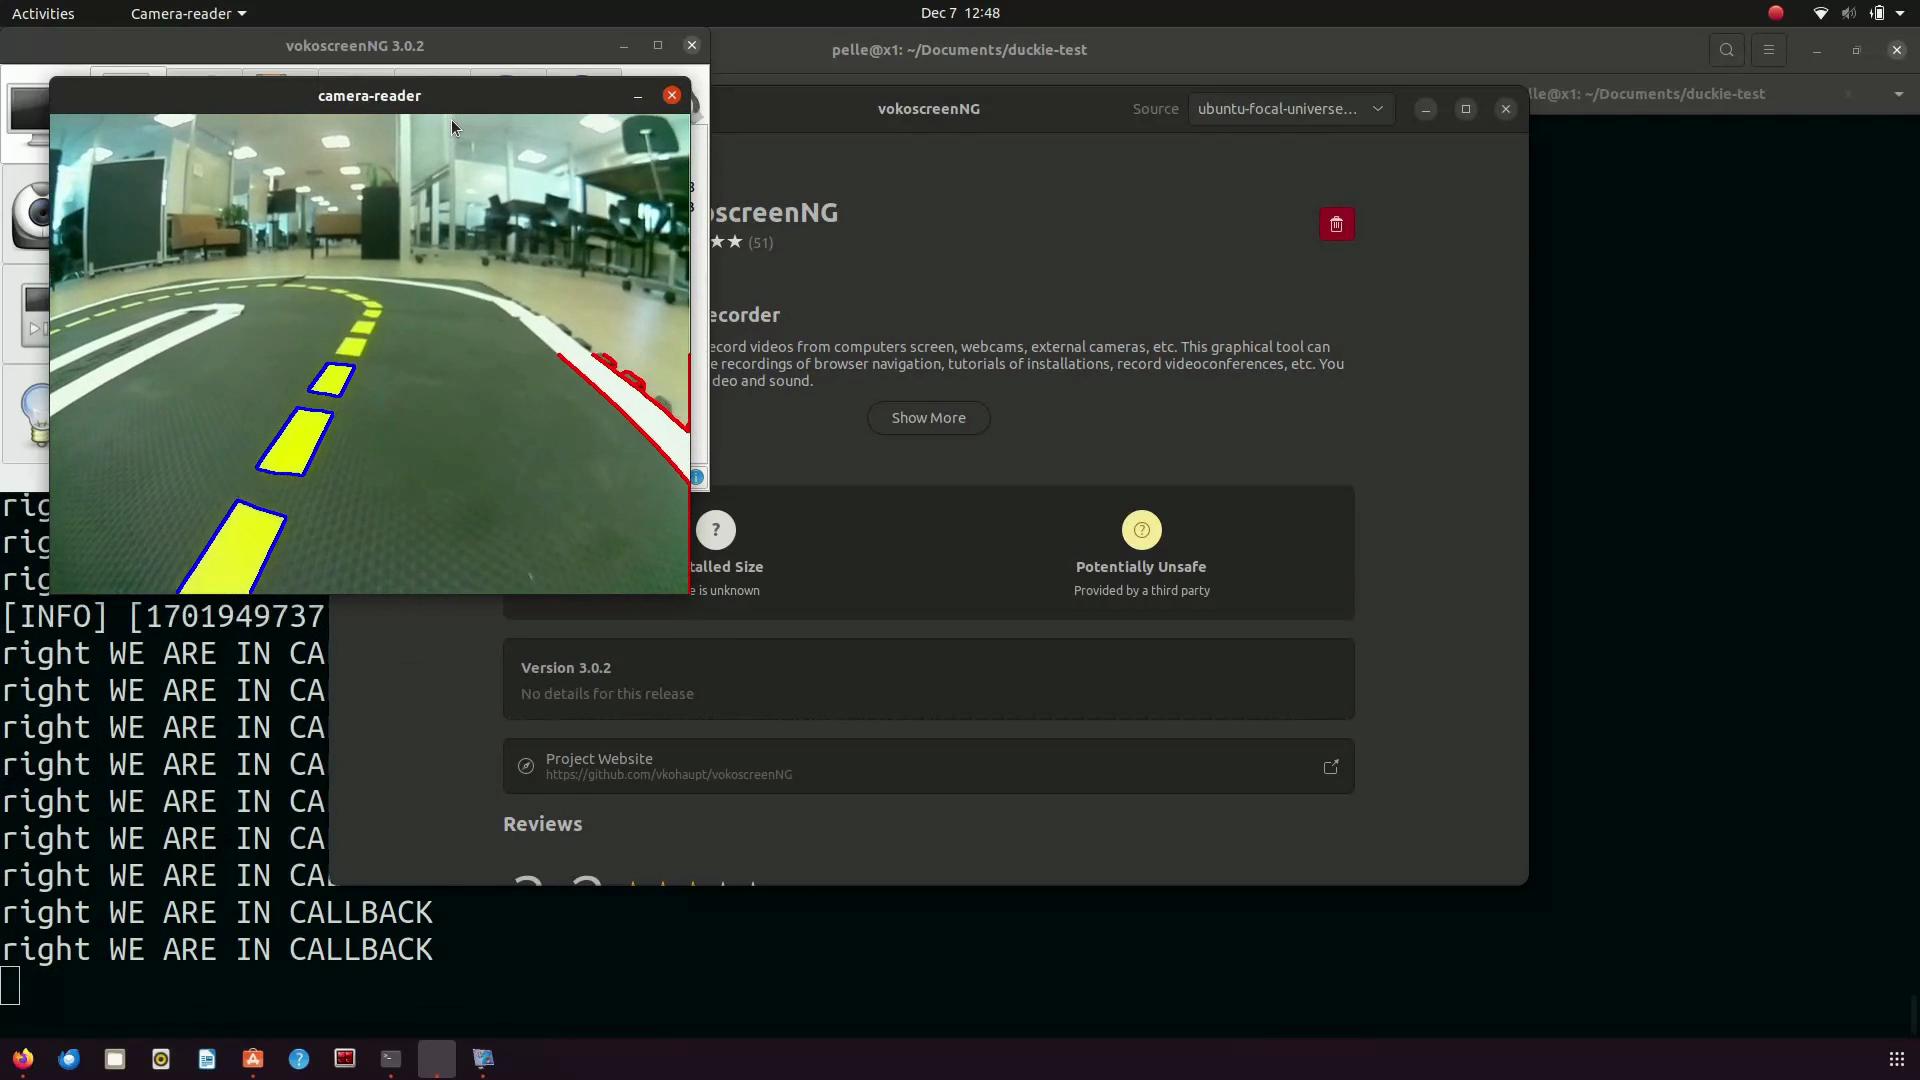 Activities
Camera-reader
Dec 7 12:48
vokoscreenNG 3.0.2
pelle@x1: ~/Documents/duckie-test
camera-reader
vokoscreenNG
Source
ubuntu-focal-universe...
lle@x1: ~/Documents/duckie-test
oscreenNG
(51)
ecorder
ecord videos from computers screen, webcams, external cameras, etc. This graphical tool can
e recordings of browser navigation, tutorials of installations, record videoconferences, etc. You
deo and sound.
Show More
?
?
talled Size
Potentially Unsafe
e is unknown
Provided by a third party
Version 3.0.2
No details for this release
Project Website
https://github.com/vkohaupt/vokoscreenNG
Reviews
rig
rig
rig
[INFO] [1701949737
right WE ARE IN CA
right WE ARE IN CA
right WE ARE IN CA
right WE ARE IN CA
right WE ARE IN CA
right WE ARE IN CA
right WE ARE IN CAL
right WE ARE IN CALLBACK
right WE ARE IN CALLBACK